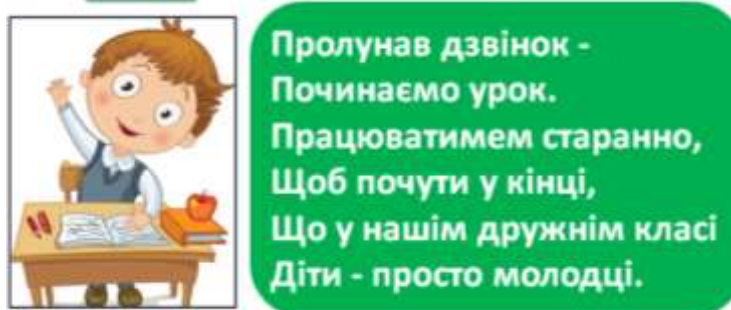 Пролунав дзвінок -
Починаємо урок.
Працюватимем старанно,
Щоб почути у кінці,
Що у нашім дружнім класі
Діти - просто молодці.